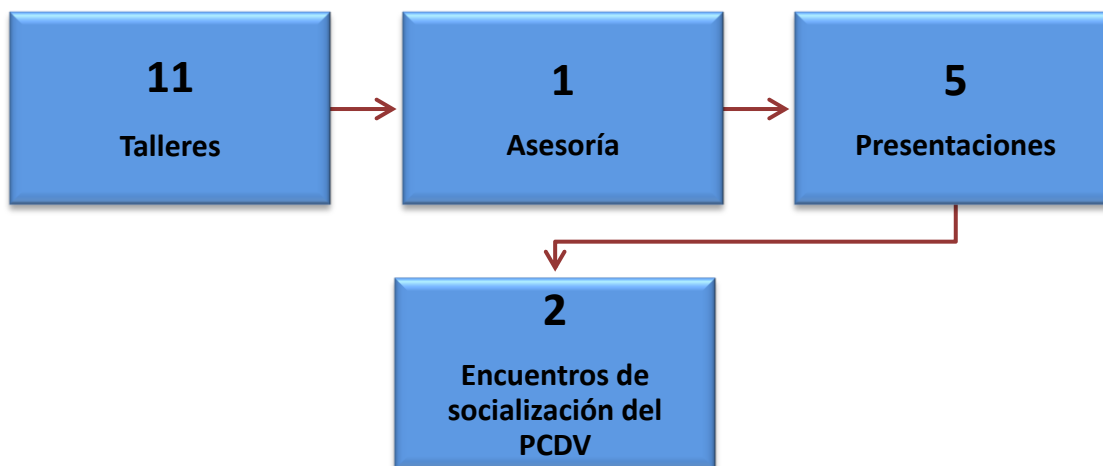 11
Talleres
1
Asesoría
5
Presentaciones
2
Encuentros de
socialización del
PCDV